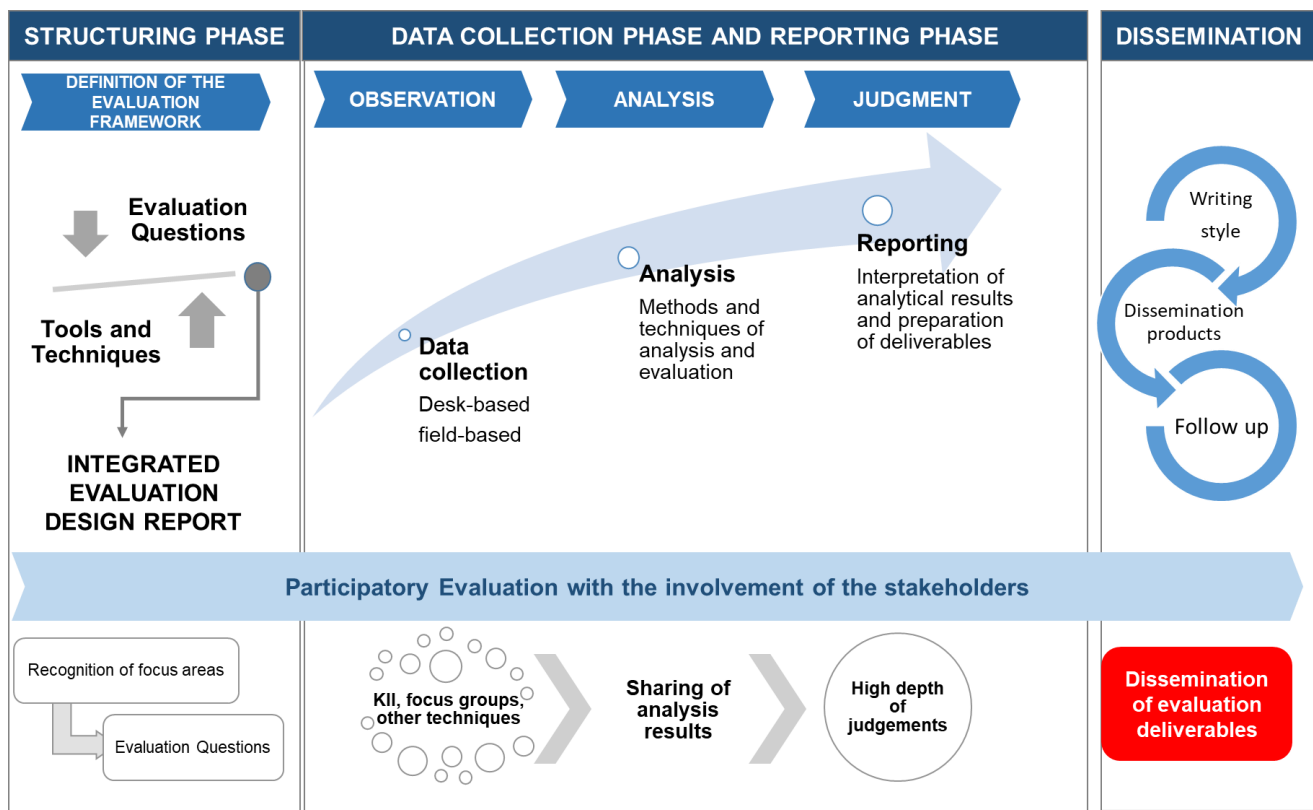 STRUCTURING PHASE
DATA COLLECTION PHASE AND REPORTING PHASE
DISSEMINATION
DEFINITION OF THE
EVALUATION
FRAMEWORK
OBSERVATION
ANALYSIS
JUDGMENT
Evaluation
Questions
Tools and
Techniques
INTEGRATED
EVALUATION
DESIGN REPORT
Data
collection
Desk-based
field-based
Analysis
Methods and
techniques of
analysis and
evaluation
Reporting
Interpretation of
analytical results
and preparation
of deliverables
Writing
style
Dissemination
products
Follow up
Participatory Evaluation with the involvement of the stakeholders
Recognition of focus areas
Evaluation Questions
KII, focus groups,
other techniques
Sharing of
analysis
results
High depth
of
judgements
Dissemination
of evaluation
deliverables